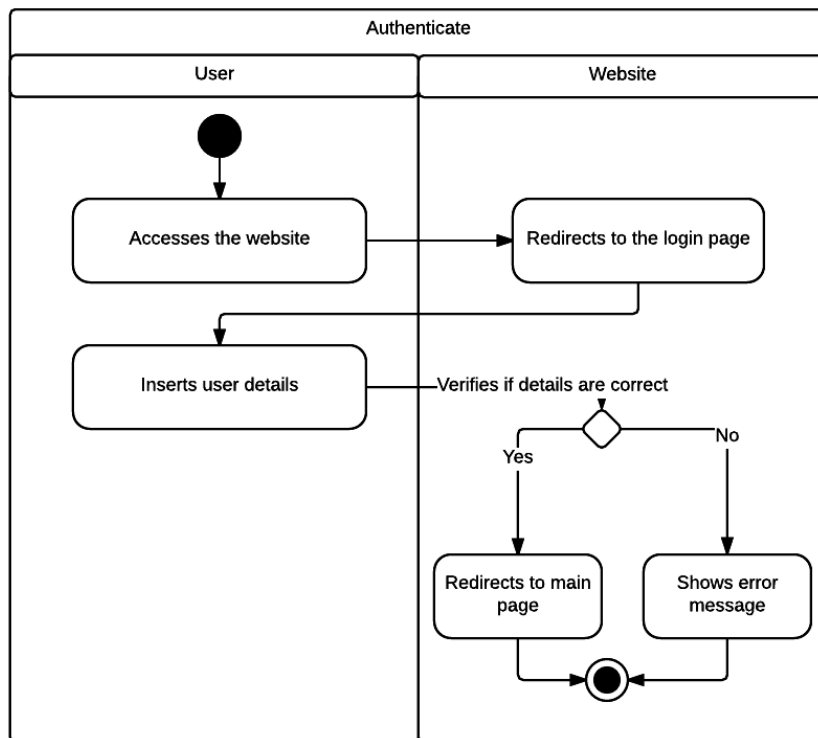 Authenticate
User
Website
Accesses the website
Redirects to the login page
Inserts user details
Verifies if details are correct
Yes
No
Redirects to main
page
Shows error
message